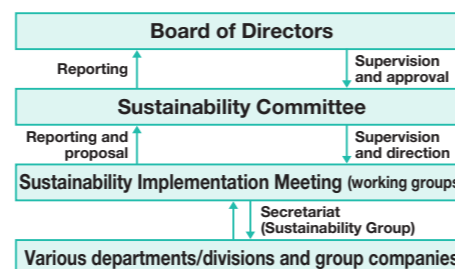 Board of Directors
Reporting
Supervision
and approval
Sustainability Committee
Reporting and
proposal
Supervision
and direction
Sustainability Implementation Meeting (working groups
Secretariat
(Sustainability Group)
Various departments/divisions and group companies